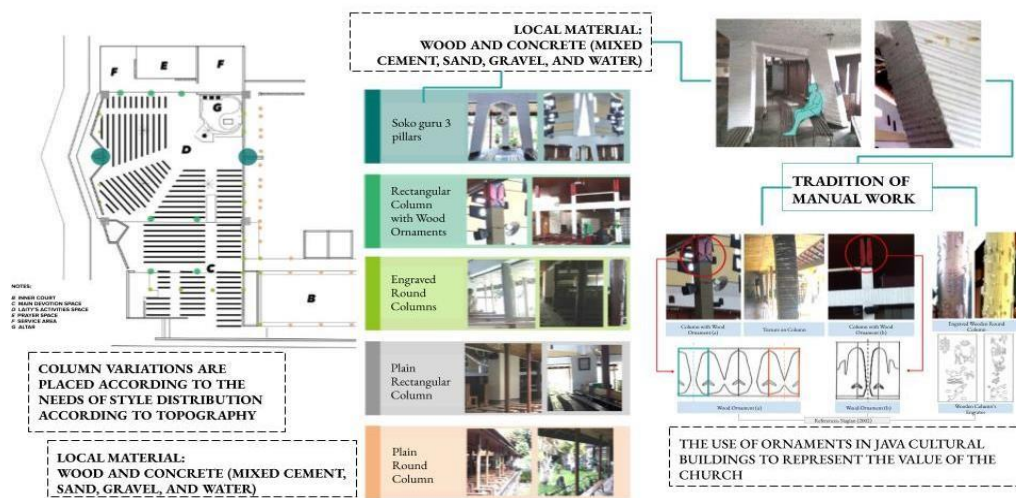 F
E
F
G
D
C
B
NOTES:
B INNER COURT
C MAIN DEVOTION SPACE
D LAITY'S ACTIVITIES SPACE
E PRAYER SPACE
F SERVICE AREA
G ALTAR
COLUMN VARIATIONS ARE
PLACED ACCORDING TO THE
NEEDS OF STYLE DISTRIBUTION
ACCORDING TO TOPOGRAPHY
LOCAL MATERIAL:
WOOD AND CONCRETE (MIXED CEMENT,
SAND, GRAVEL, AND WATER)
LOCAL MATERIAL:
WOOD AND CONCRETE (MIXED
CEMENT, SAND, GRAVEL, AND WATER)
Soko guru 3
pillars
Rectangular
Column
with Wood
Ornaments
Engraved
Round
Columns
Plain
Rectangular
Column
Plain
Round
Column
TRADITION OF
MANUAL WORK
Column with Wood
Ornament (a)
Texture on Column
Column with Wood
Ornament (b)
Engraved Wooden Round
Column
Wood Ornament (a)
Wood Ornament (b)
Wooden Column's
Engraved
References: Sugian (2002)
THE USE OF ORNAMENTS IN JAVA CULTURAL
BUILDINGS TO REPRESENT THE VALUE OF THE
CHURCH